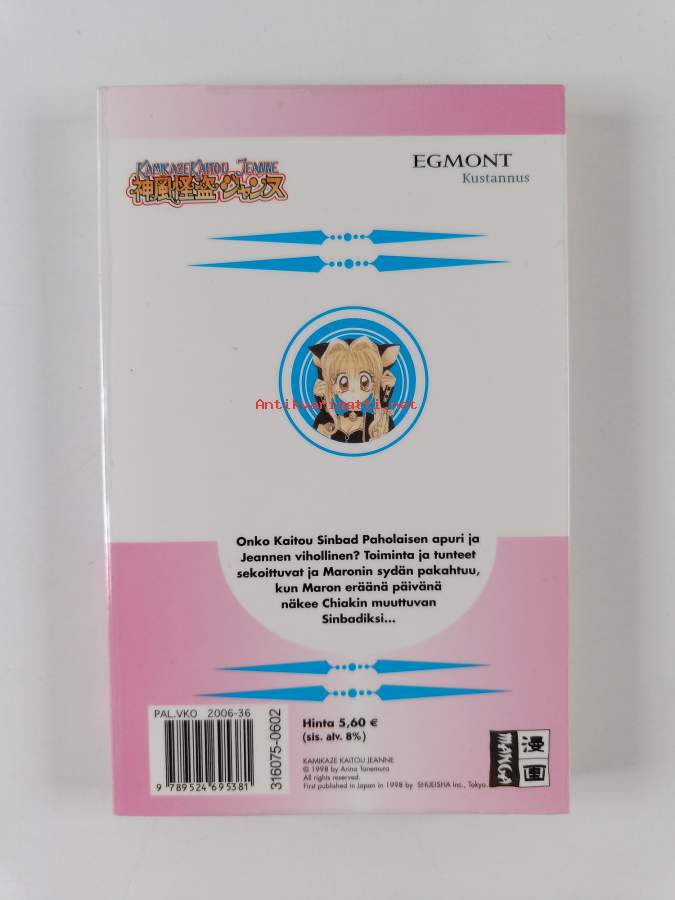 KAMIKAZE KAITOU JEANNE
神風怪盗ジャンヌ
EGMONT
Kustannus
Antikvariaatti.net
Onko Kaitou Sinbad Paholaisen apuri ja
Jeannen vihollinen? Toiminta ja tunteet
sekoittuvat ja Maronin sydän pakahtuu,
kun Maron eräänä päivänä
näkee Chiakin muuttuvan
Sinbadiksi...
PAL.VKO 2006-36
316075-0602
9 789524 695381
Hinta 5,60 €
(sis. alv. 8%)
KAMIKAZE KAITOU JEANNE
© 1998 by Arina Tanemura
All rights reserved.
First published in Japan in 1998 by SHUEISHA Inc., Tokyo.
MANGA
漫画